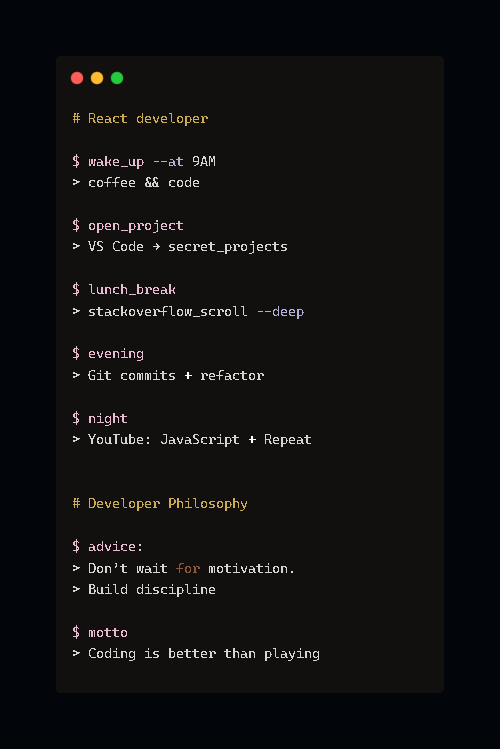 # React developer
$ wake_up --at 9AM
> coffee && code
$ open_project
> VS Code → secret_projects
$ lunch_break
> stackoverflow_scroll --deep
$ evening
> Git commits + refactor
$ night
> YouTube: JavaScript + Repeat
# Developer Philosophy
$ advice:
> Don’t wait for motivation.
> Build discipline
$ motto
> Coding is better than playing